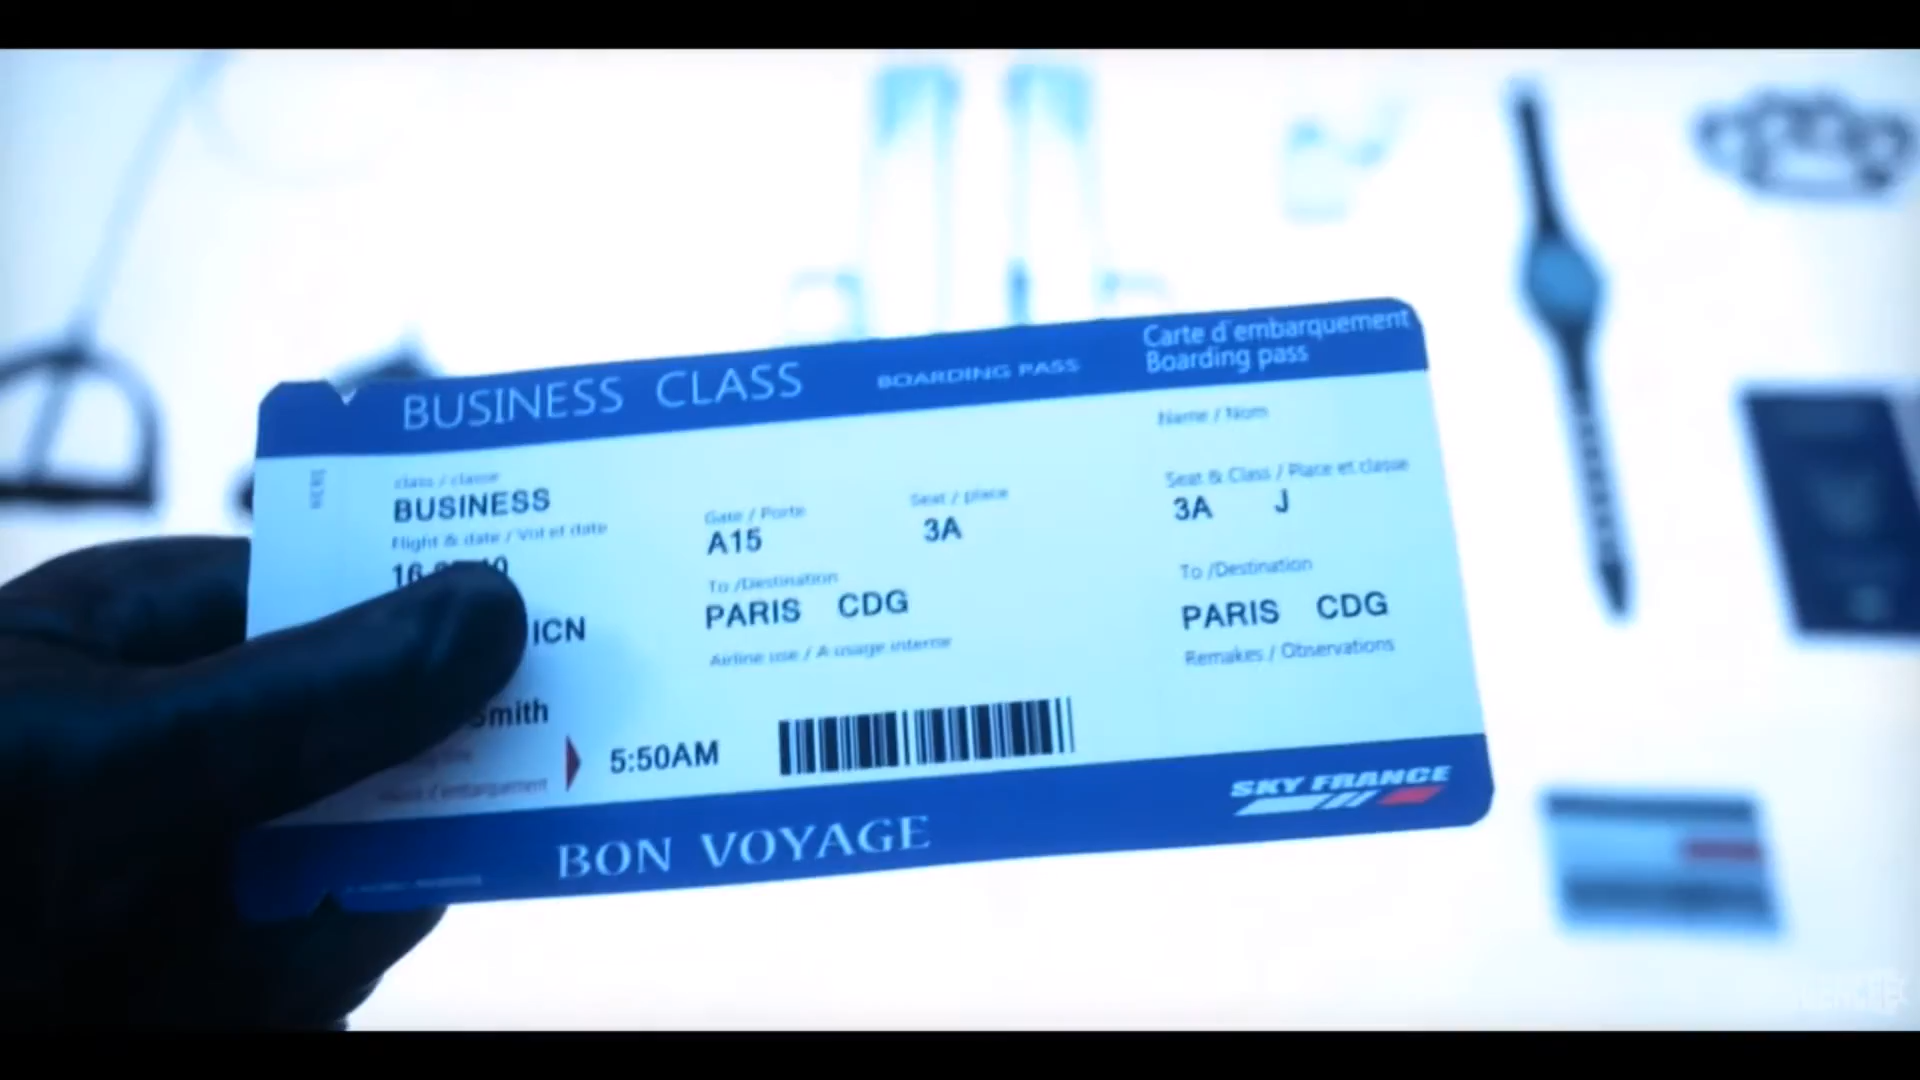 BUSINESS CLASS
BOARDING PASS
Carte d'embarquement
Boarding pass
class / classe
BUSINESS
Flight & date / Vol et date
16
ICN
Smith
5:50AM
Gate / Porte
A15
Seat / place
3A
To /Destination
PARIS CDG
Airline use / A usage interne
Name / Nom
Seat & Class / Place et classe
3A J
To /Destination
PARIS CDG
Remakes / Observations
BON VOYAGE
SKY FRANCE